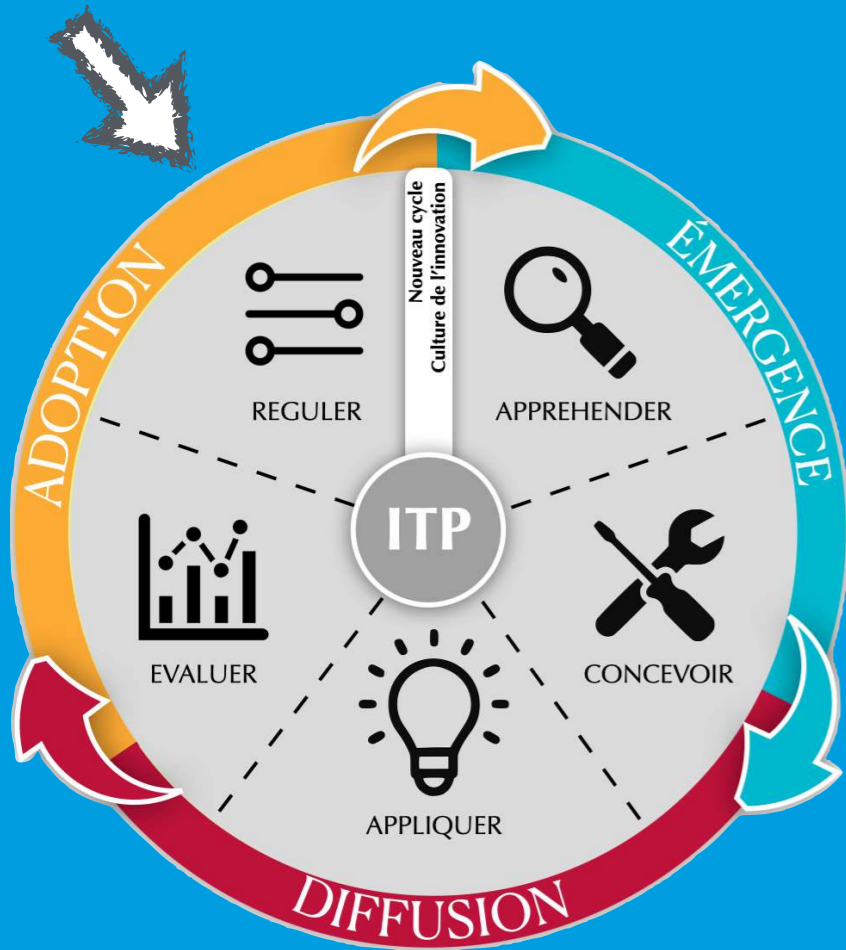 Nouveau cycle
Culture de l'innovation
ÉMERGENCE
ADOPTION
REGULER
APPREHENDER
ITP
EVALUER
CONCEVOIR
APPLIQUER
DIFFUSION